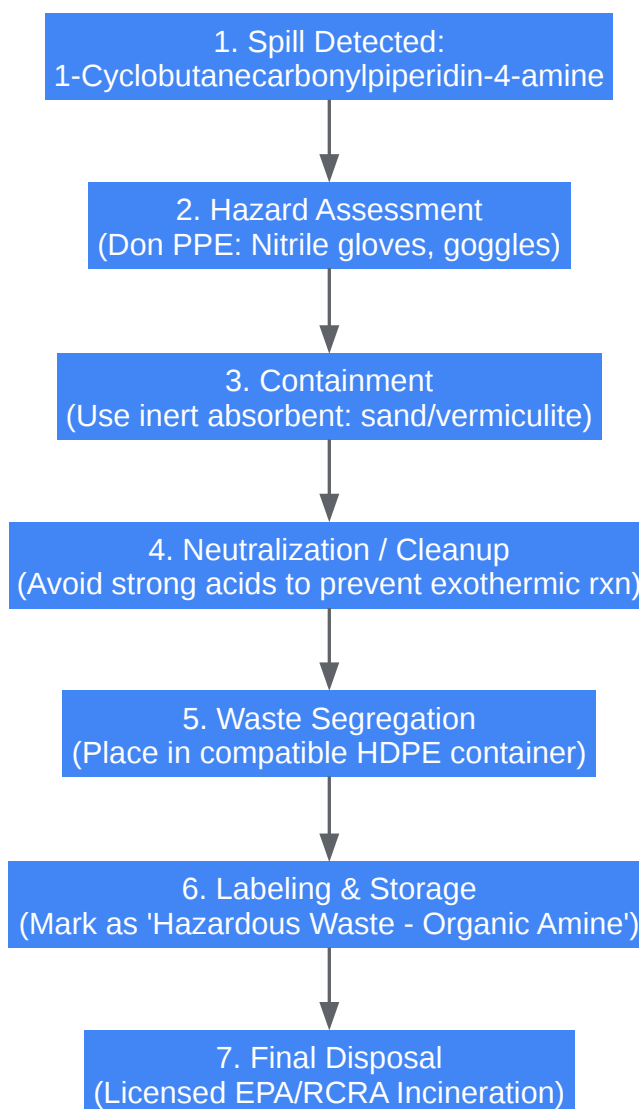 1. Spill Detected:
1-Cyclobutanecarbonylpiperidin-4-amine
2. Hazard Assessment
(Don PPE: Nitrile gloves, goggles)
3. Containment
(Use inert absorbent: sand/vermiculite)
4. Neutralization / Cleanup
(Avoid strong acids to prevent exothermic rxn)
5. Waste Segregation
(Place in compatible HDPE container)
6. Labeling & Storage
(Mark as 'Hazardous Waste - Organic Amine')
7. Final Disposal
(Licensed EPA/RCRA Incineration)